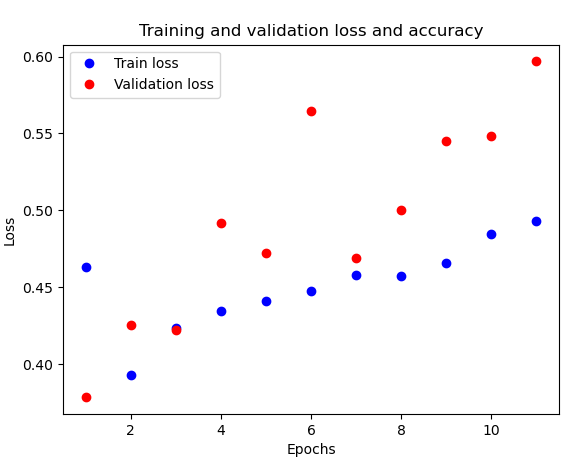 Training and validation loss and accuracy
Train loss
Validation loss
0.60
0.55
0.50
0.45
0.40
Loss
2
4
6
8
10
Epochs